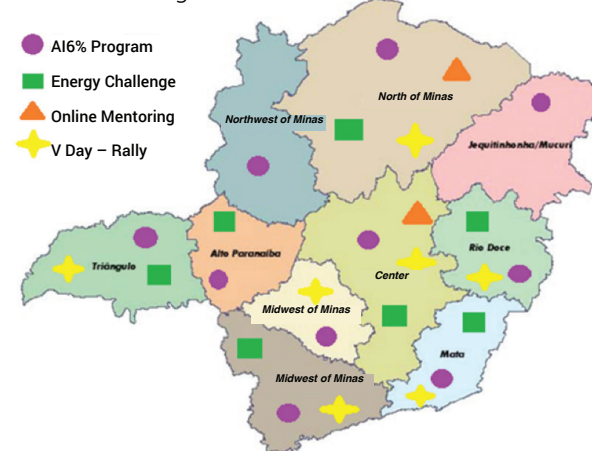 AI6% Program
Energy Challenge
Online Mentoring
V Day – Rally
North of Minas
Northwest of Minas
Jequitinhonha/Mucuri
Alto Paranaiba
Rio Doce
Triângulo
Center
Midwest of Minas
Mata
Midwest of Minas